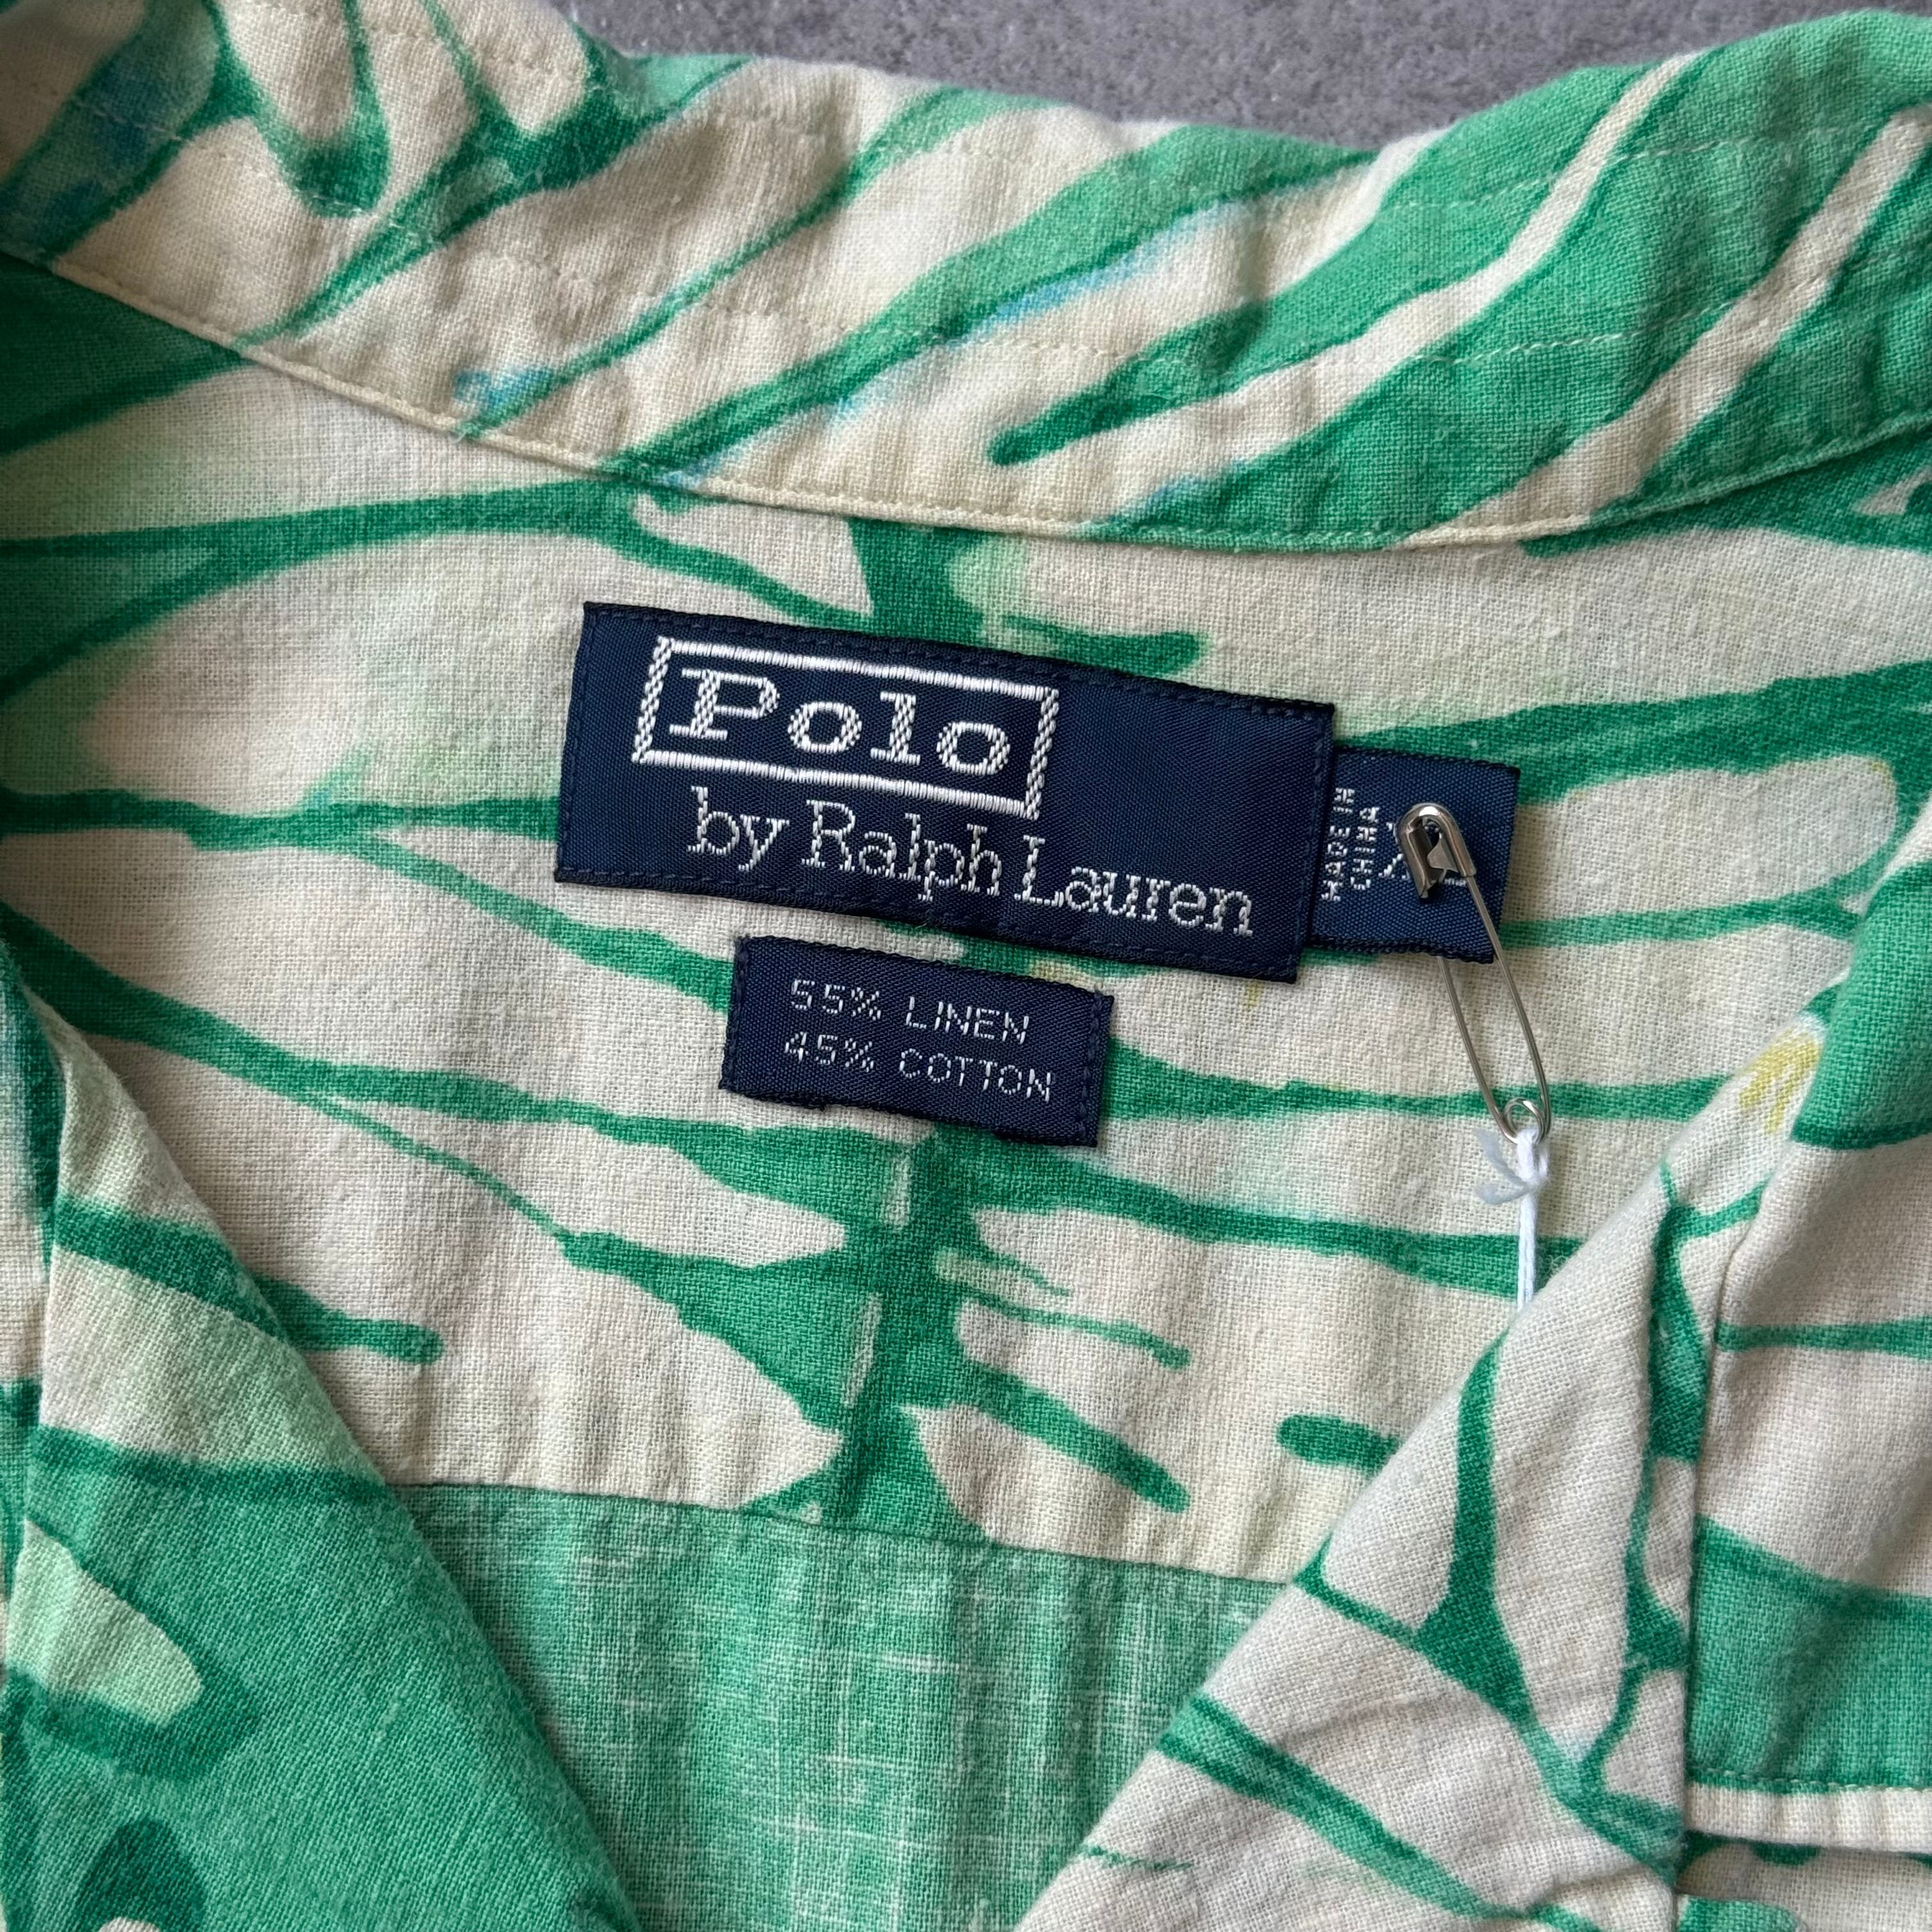 Polo
by Ralph Lauren
MADE IN
CHINA
55% LINEN
45% COTTON